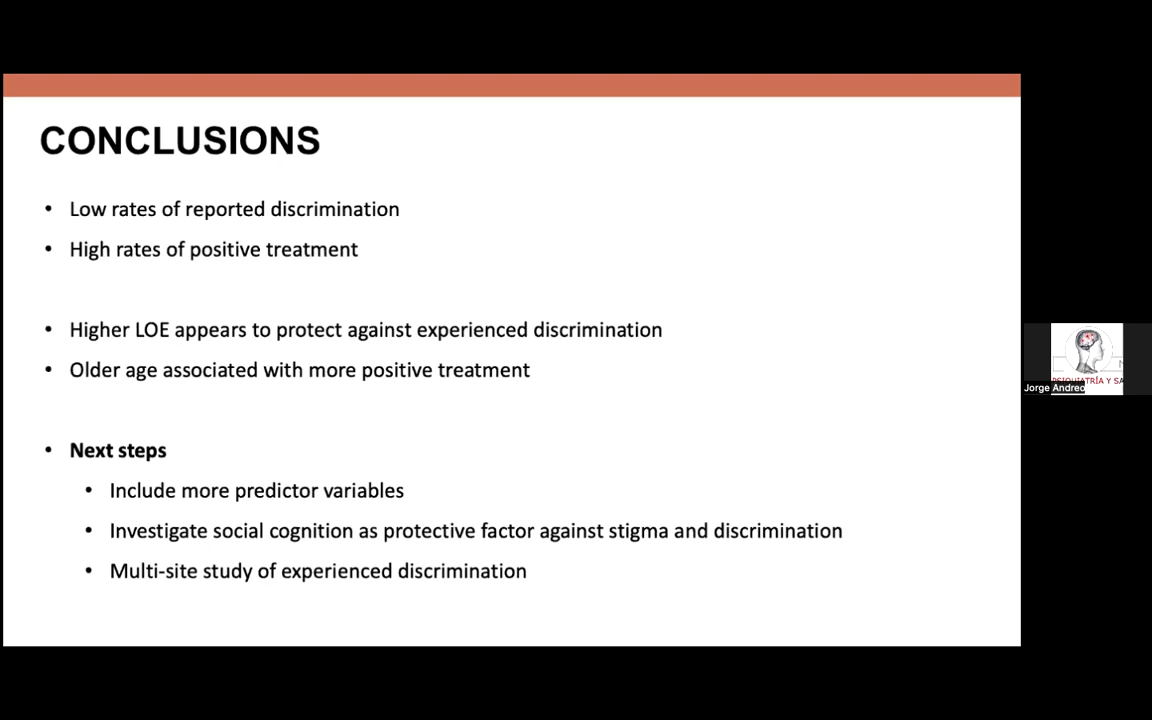 CONCLUSIONS
• Low rates of reported discrimination
• High rates of positive treatment
• Higher LOE appears to protect against experienced discrimination
• Older age associated with more positive treatment
• Next steps
• Include more predictor variables
• Investigate social cognition as protective factor against stigma and discrimination
• Multi-site study of experienced discrimination
PSIQUIATRÍA Y SA
Jorge Andreo